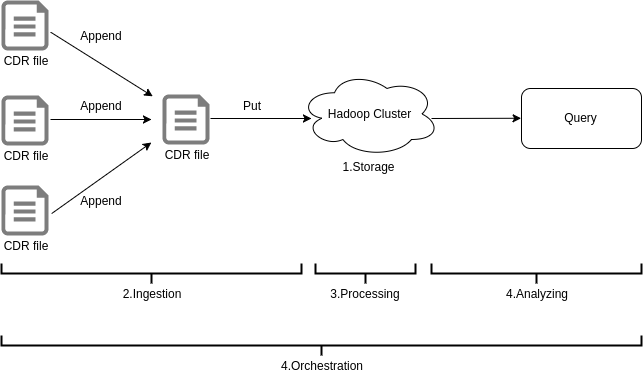 CDR file
Append
CDR file
Append
CDR file
Append
CDR file
Put
Hadoop Cluster
1.Storage
Query
2.Ingestion
3.Processing
4.Analyzing
4.Orchestration